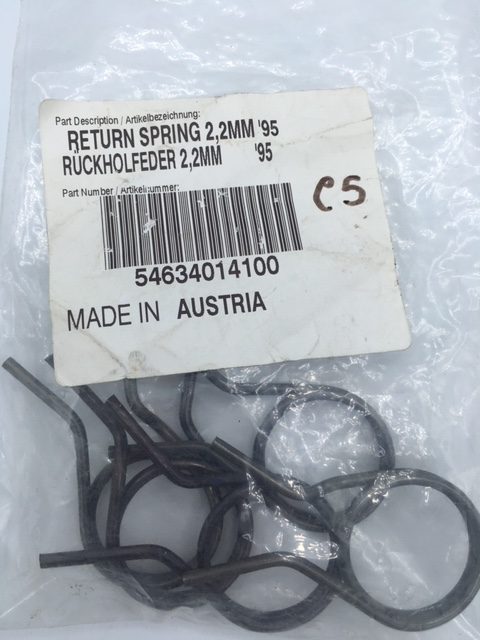 Part Description / Artikelbezeichnung:
RETURN SPRING 2,2MM '95
RÜCKHOLFEDER 2,2MM '95
Part Number / Artikelnummer:
C5
54634014100
MADE IN AUSTRIA